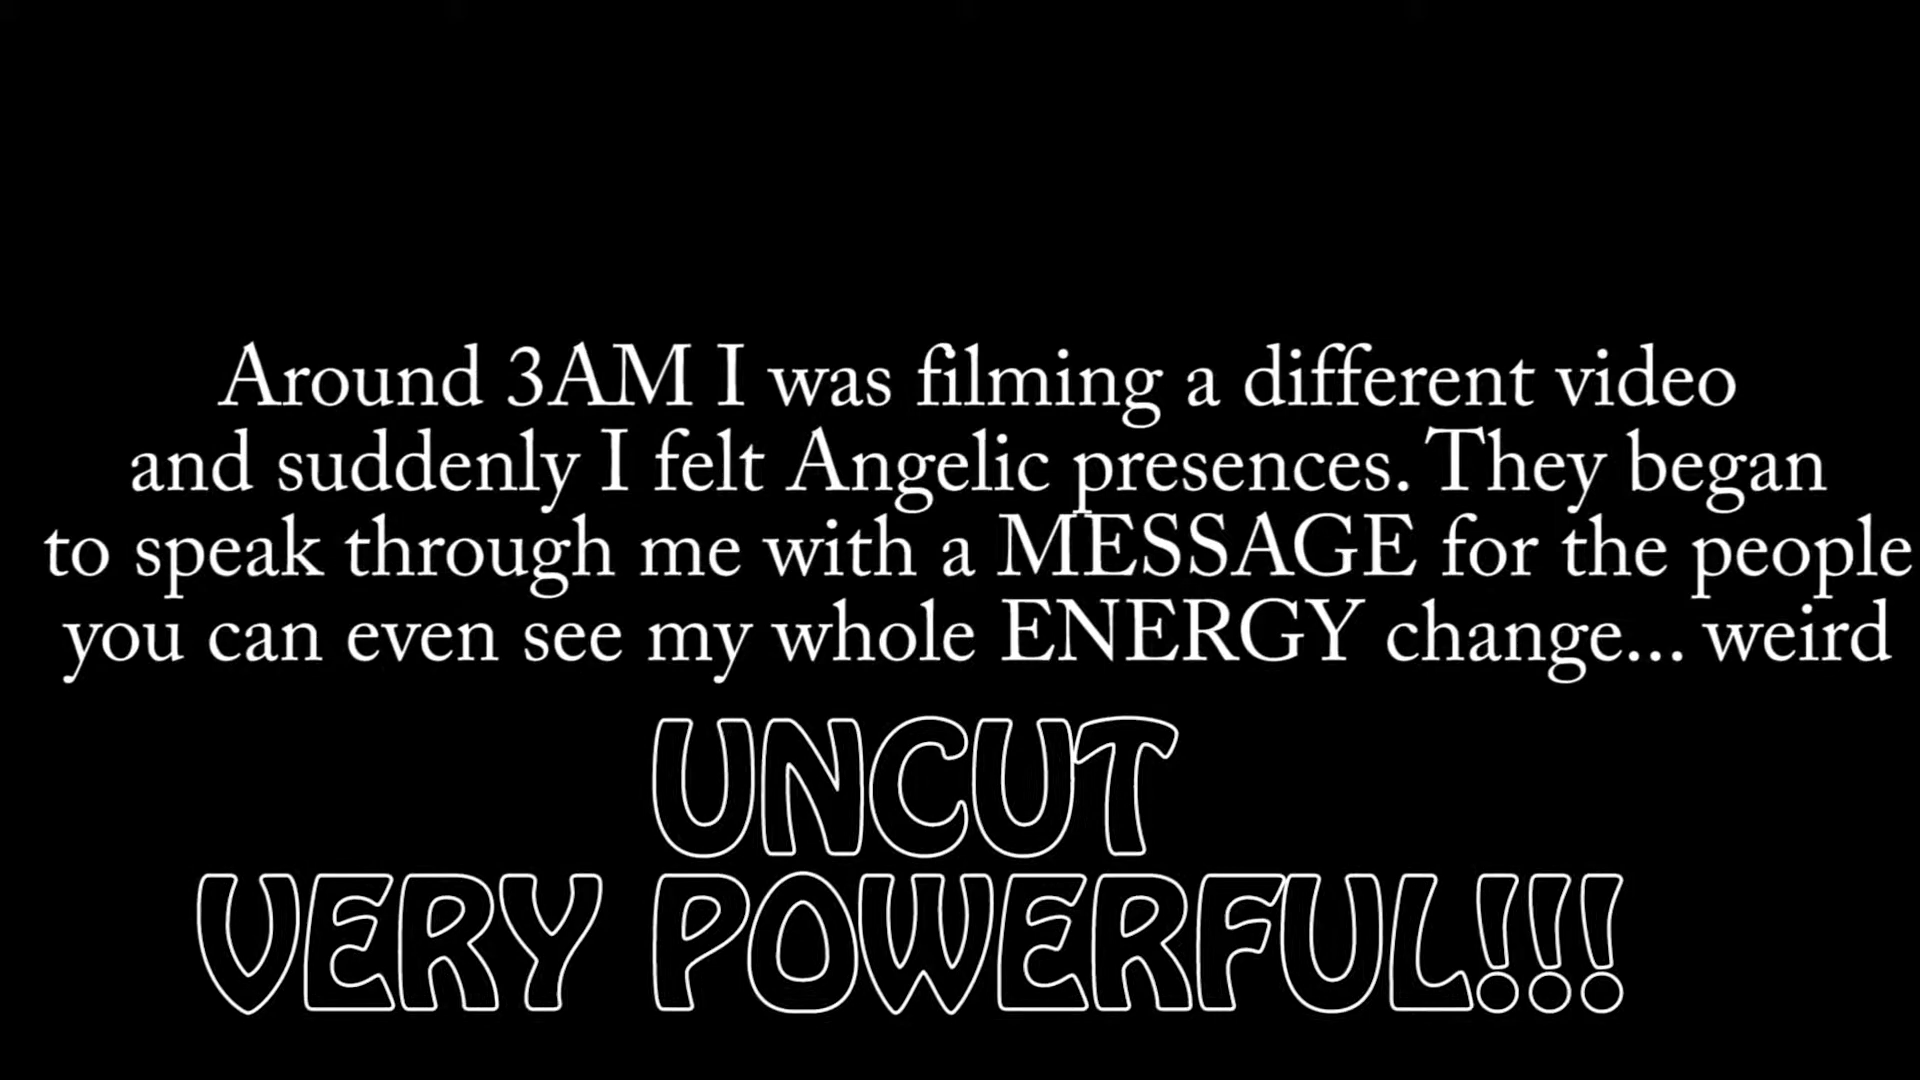 Around 3AM I was filming a different video
and suddenly I felt Angelic presences. They began
to speak through me with a MESSAGE for the people
you can even see my whole ENERGY change... weird
UNCUT
VERY POWERFUL!!!